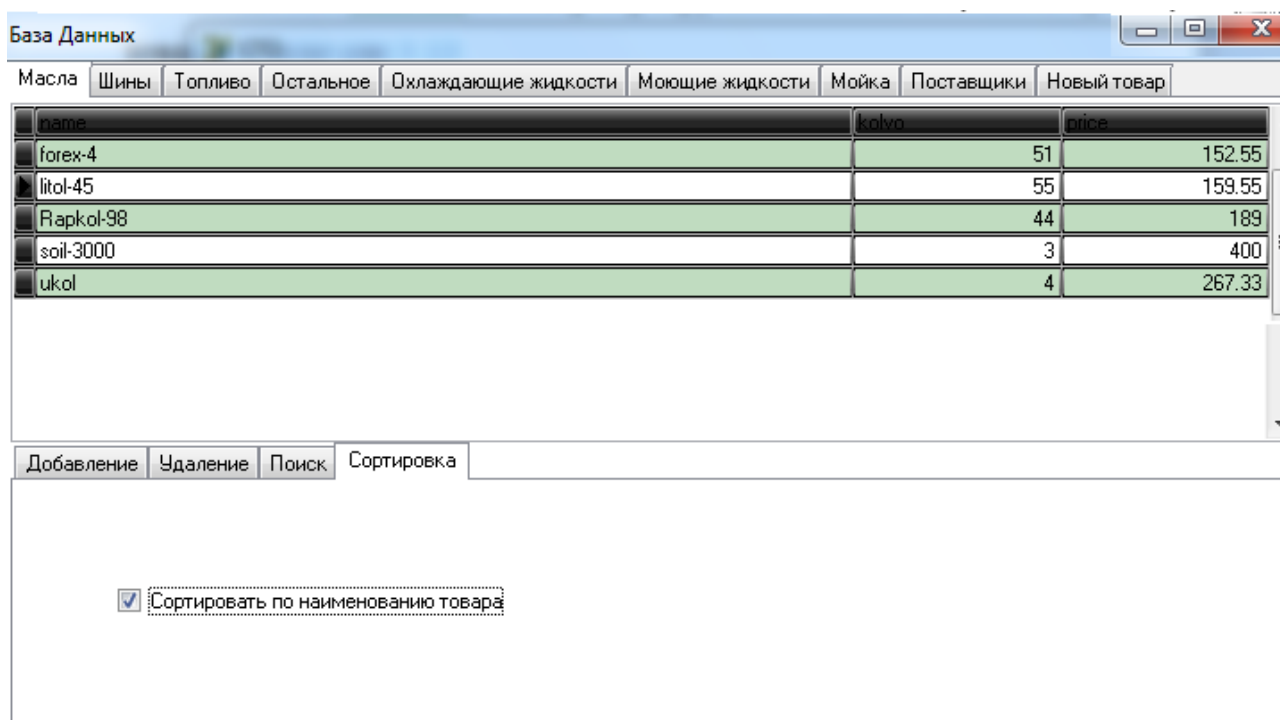 База Данных
Масла Шины Топливо Остальное Охлаждающие жидкости Моющие жидкости Мойка Поставщики Новый товар
name kolvo price
forex-4 51 152.55
litol-45 55 159.55
Rapkol-98 44 189
soil-3000 3 400
ukol 4 267.33
Добавление Удаление Поиск Сортировка
Сортировать по наименованию товара